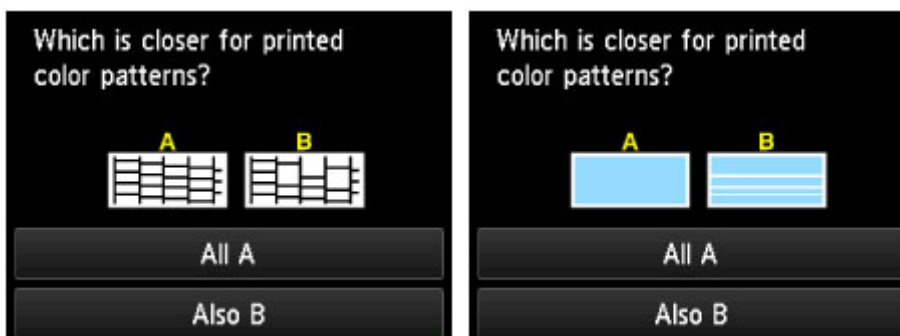 Which is closer for printed
color patterns?
A B
All A
Also B
Which is closer for printed
color patterns?
A B
All A
Also B